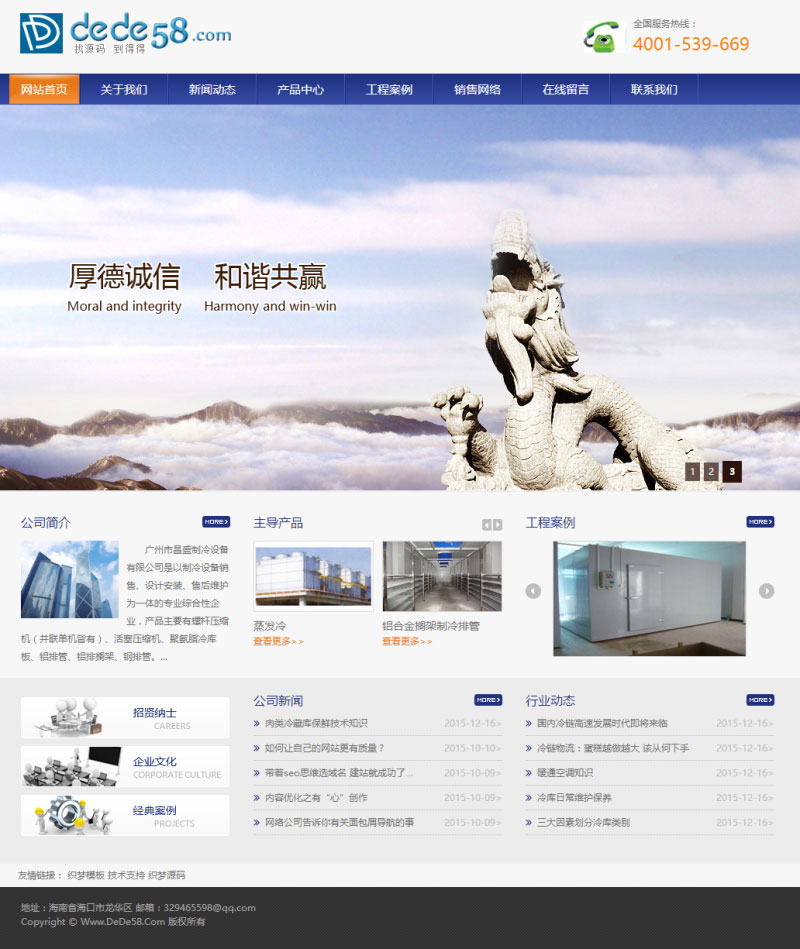 dede58.com
找源码 到得得
全国服务热线：
4001-539-669
网站首页 关于我们 新闻动态 产品中心 工程案例 销售网络 在线留言 联系我们
厚德诚信 和谐共赢
Moral and integrity Harmony and win-win
1 2 3
公司简介 MORE
广州市昌盛制冷设备
有限公司是以制冷设备销
售、设计安装、售后维护
为一体的专业综合性企
业，产品主要有螺杆压缩
机（并联单机皆有）、活塞压缩机、聚氨脂冷库
板、铝排管、铝排搁架、钢排管。...
主导产品
蒸发冷
查看更多>>
铝合金搁架制冷排管
查看更多>>
工程案例 MORE
招贤纳士
CAREERS
企业文化
CORPORATE CULTURE
经典案例
PROJECTS
公司新闻 MORE
肉类冷藏库保鲜技术知识 2015-12-16>
如何让自己的网站更有质量？ 2015-10-10>
带着seo思维选域名 建站就成功了... 2015-10-09>
内容优化之有“心”创作 2015-10-09>
网络公司告诉你有关面包屑导航的事 2015-10-09>
行业动态 MORE
国内冷链高速发展时代即将来临 2015-12-16>
冷链物流：蛋糕越做越大 该从何下手 2015-12-16>
暖通空调知识 2015-12-16>
冷库日常维护保养 2015-12-16>
三大因素划分冷库类别 2015-12-16>
友情链接： 织梦模板 技术支持 织梦源码
地址：海南省海口市龙华区 邮箱：329465598@qq.com
Copyright © Www.DeDe58.Com 版权所有